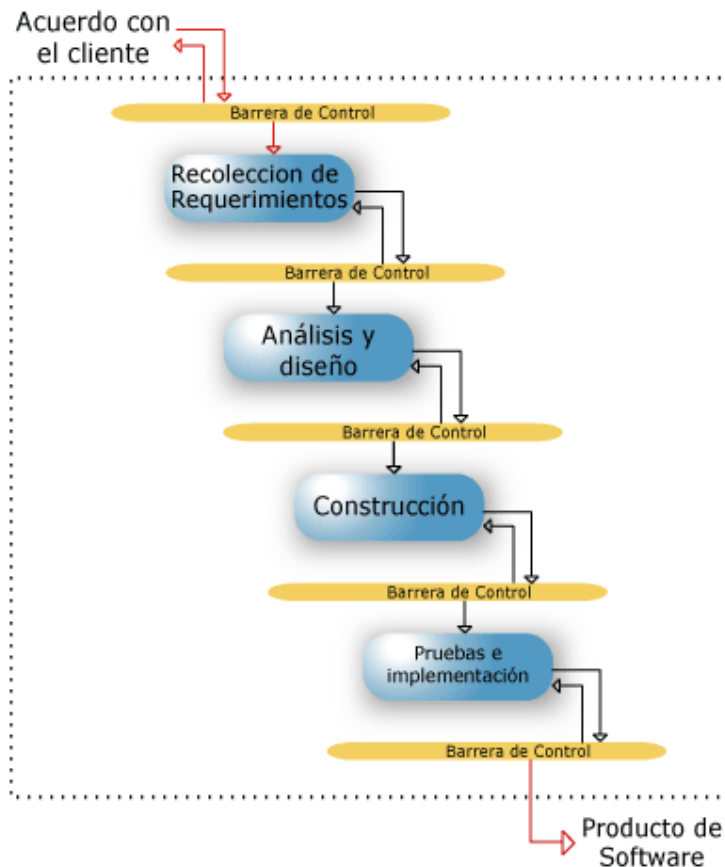 Acuerdo con
el cliente
Barrera de Control
Recoleccion de
Requerimientos
Barrera de Control
Análisis y
diseño
Barrera de Control
Construcción
Barrera de Control
Pruebas e
implementación
Barrera de Control
Producto de
Software